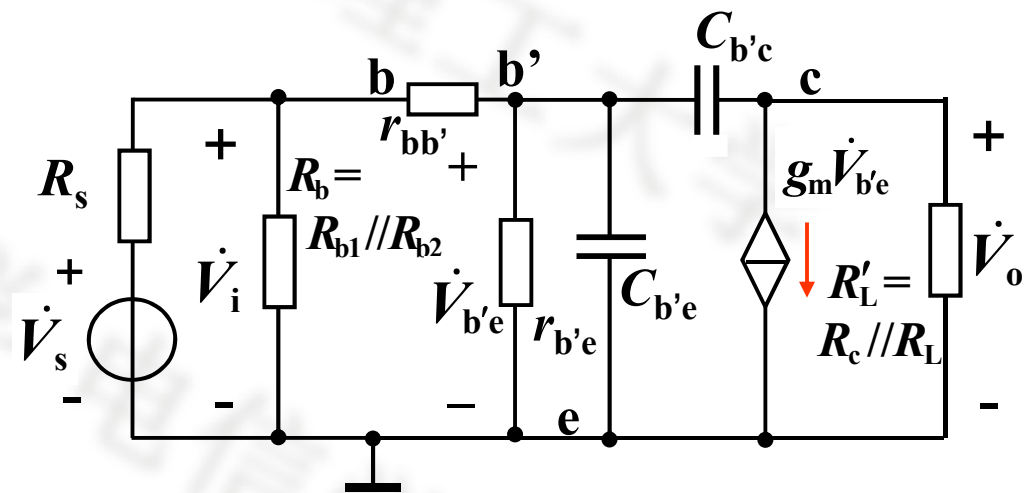 C_b'c
b b' c
r_bb'
+ + +
R_s
R_b=
R_b1//R_b2
g_m V̇_b'e
+
V̇_s
V̇_i
V̇_b'e
r_b'e
C_b'e
R'_L=
R_c//R_L
V̇_o
- - – -
e